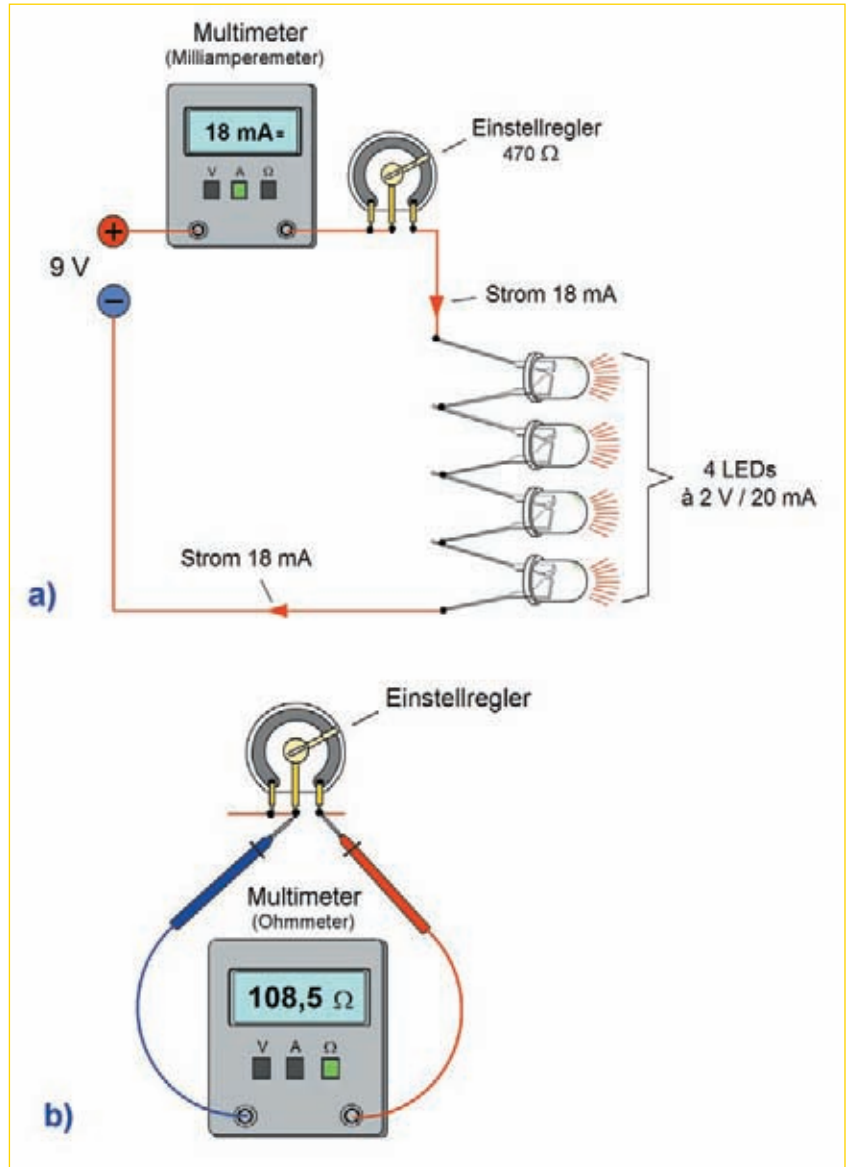 Multimeter
(Milliamperemeter)
18 mA=
V A Ω
Einstellregler
470 Ω
+
9 V
−
Strom 18 mA
4 LEDs
à 2 V / 20 mA
Strom 18 mA
a)
Einstellregler
Multimeter
(Ohmmeter)
108,5 Ω
V A Ω
b)